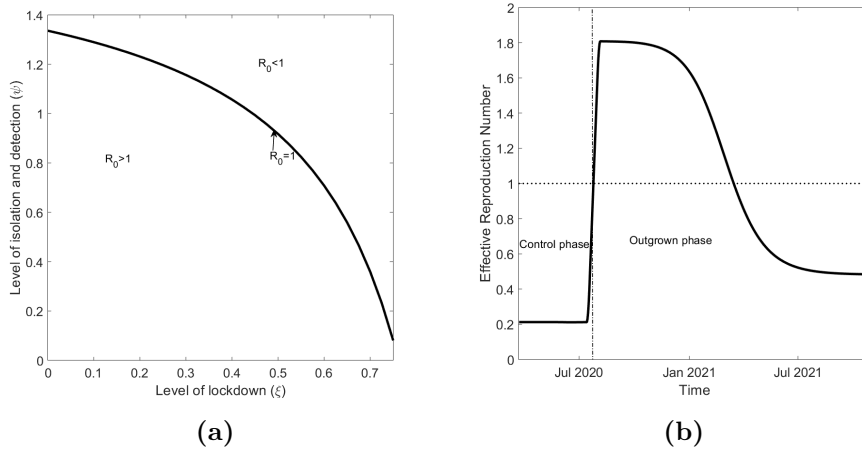 1.4
1.2
1
0.8
0.6
0.4
0.2
0
Level of isolation and detection (ψ)
R0<1
R0=1
R0>1
0 0.1 0.2 0.3 0.4 0.5 0.6 0.7
Level of lockdown (ξ)
(a)
2
1.8
1.6
1.4
1.2
1
0.8
0.6
0.4
0.2
0
Effective Reproduction Number
Control phase
Outgrown phase
Jul 2020 Jan 2021 Jul 2021
Time
(b)